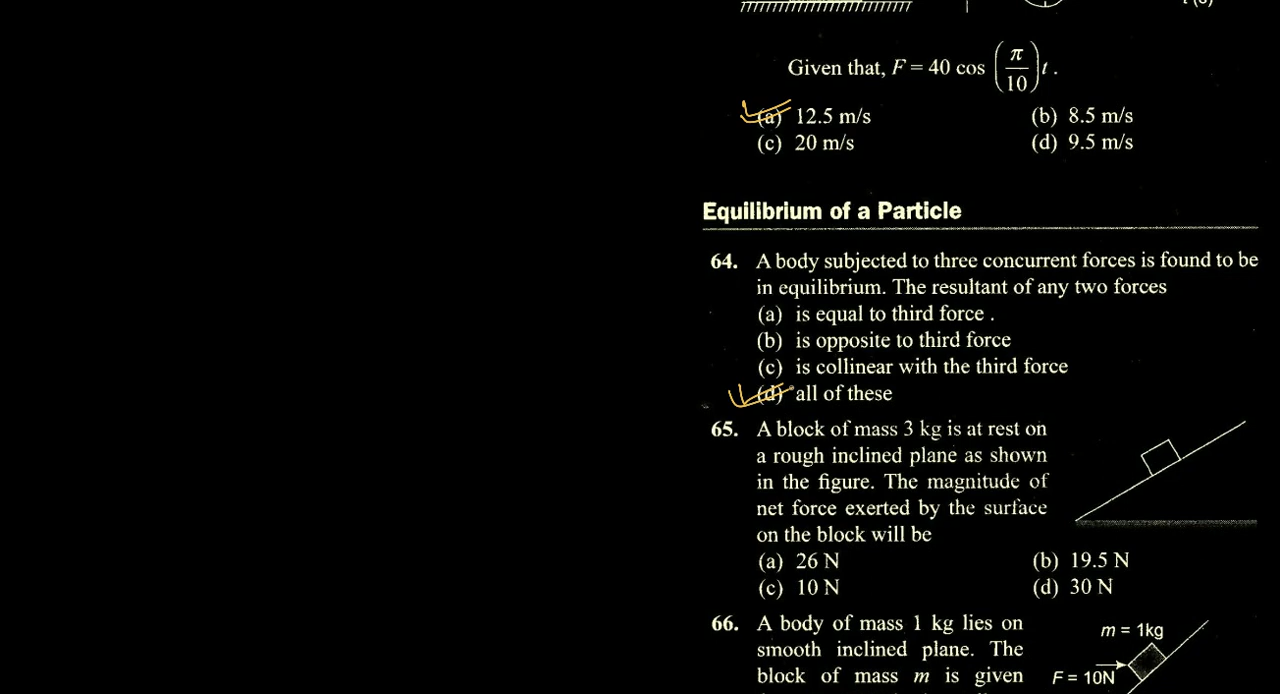 Given that, F = 40 cos (π/10) t .
(a) 12.5 m/s (b) 8.5 m/s
(c) 20 m/s (d) 9.5 m/s
Equilibrium of a Particle
64. A body subjected to three concurrent forces is found to be
in equilibrium. The resultant of any two forces
(a) is equal to third force .
(b) is opposite to third force
(c) is collinear with the third force
(d) all of these
65. A block of mass 3 kg is at rest on
a rough inclined plane as shown
in the figure. The magnitude of
net force exerted by the surface
on the block will be
(a) 26 N (b) 19.5 N
(c) 10 N (d) 30 N
66. A body of mass 1 kg lies on
smooth inclined plane. The
block of mass m is given
m = 1kg
F = 10N